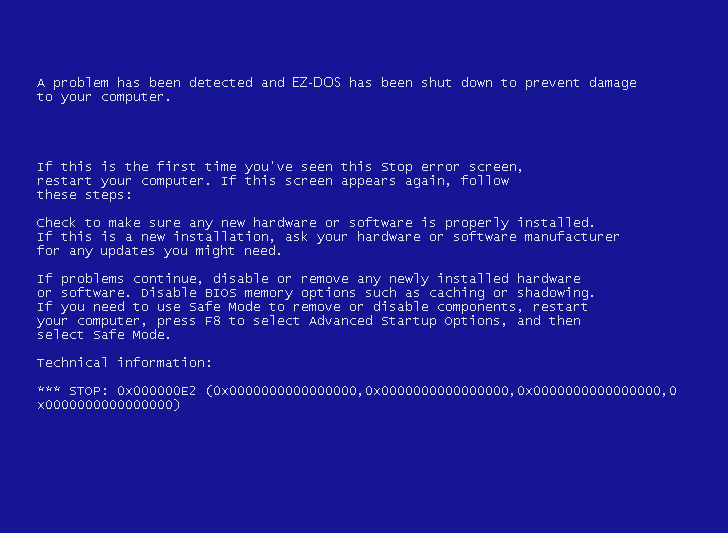 A problem has been detected and EZ-DOS has been shut down to prevent damage
to your computer.
If this is the first time you've seen this Stop error screen,
restart your computer. If this screen appears again, follow
these steps:
Check to make sure any new hardware or software is properly installed.
If this is a new installation, ask your hardware or software manufacturer
for any updates you might need.
If problems continue, disable or remove any newly installed hardware
or software. Disable BIOS memory options such as caching or shadowing.
If you need to use Safe Mode to remove or disable components, restart
your computer, press F8 to select Advanced Startup Options, and then
select Safe Mode.
Technical information:
*** STOP: 0x000000E2 (0x0000000000000000,0x0000000000000000,0x0000000000000000,0
x0000000000000000)